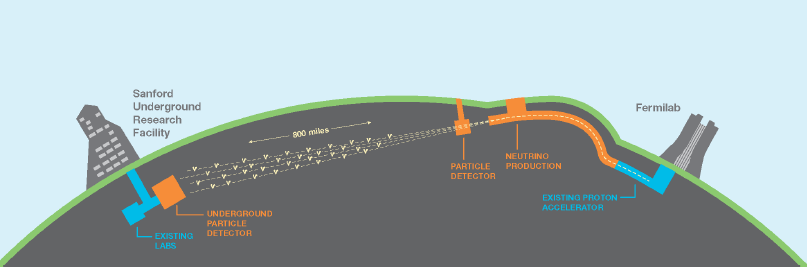 Sanford
Underground
Research
Facility
Fermilab
800 miles
PARTICLE
DETECTOR
NEUTRINO
PRODUCTION
EXISTING PROTON
ACCELERATOR
UNDERGROUND
PARTICLE
DETECTOR
EXISTING
LABS